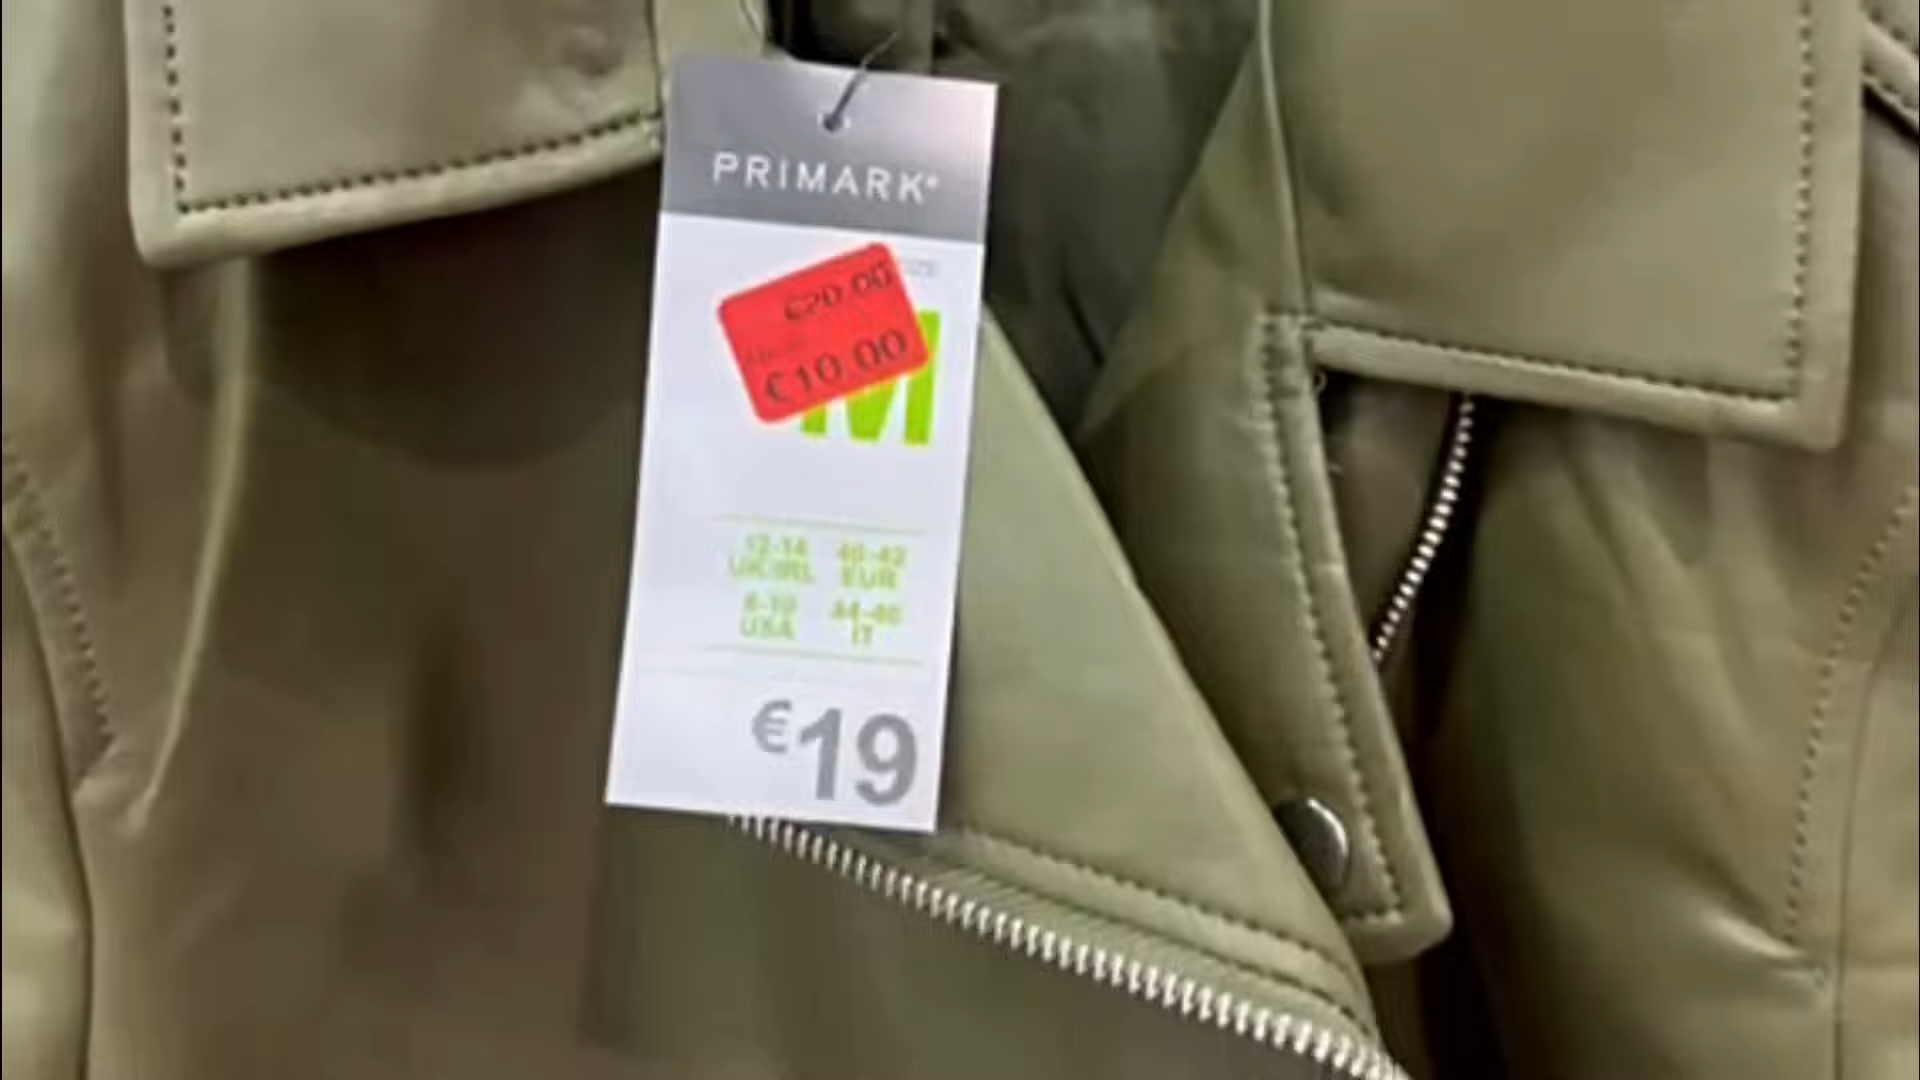 PRIMARK®
€20.00
€10.00
M
12-14 40-42
UK/IRL EUR
8-10 44-46
USA IT
€19